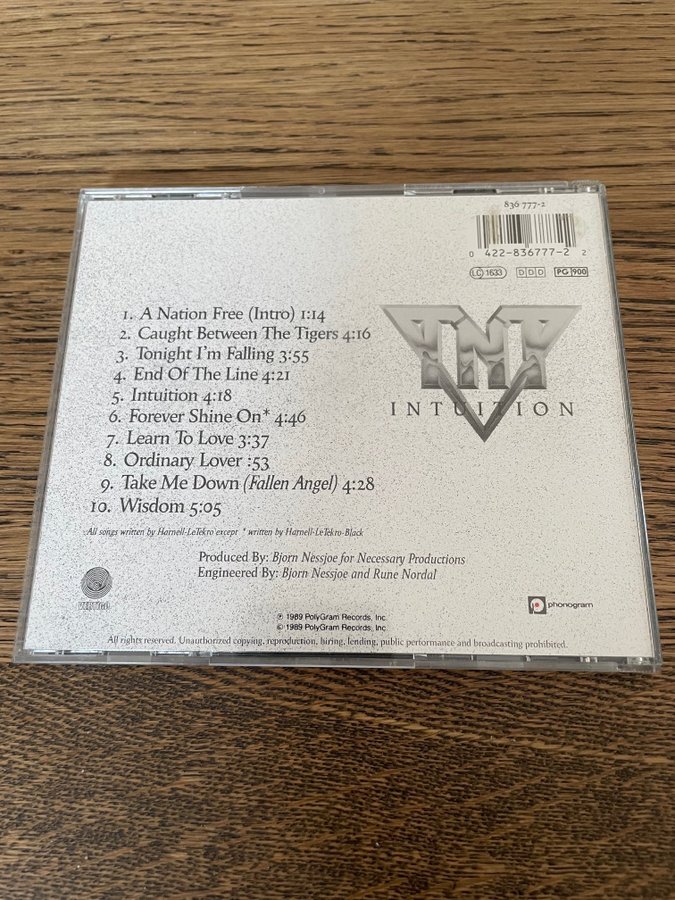 836 777-2
0 422-836777-2 2
LC 1633 DDD PG 900
TNT
INTUITION
1. A Nation Free (Intro) 1:14
2. Caught Between The Tigers 4:16
3. Tonight I'm Falling 3:55
4. End Of The Line 4:21
5. Intuition 4:18
6. Forever Shine On* 4:46
7. Learn To Love 3:37
8. Ordinary Lover :53
9. Take Me Down (Fallen Angel) 4:28
10. Wisdom 5:05
All songs written by Harnell-LeTekro except * written by Harnell-LeTekro-Black
Produced By: Bjorn Nessjoe for Necessary Productions
Engineered By: Bjorn Nessjoe and Rune Nordal
VERTIGO
phonogram
℗ 1989 PolyGram Records, Inc.
© 1989 PolyGram Records, Inc.
All rights reserved. Unauthorized copying, reproduction, hiring, lending, public performance and broadcasting prohibited.